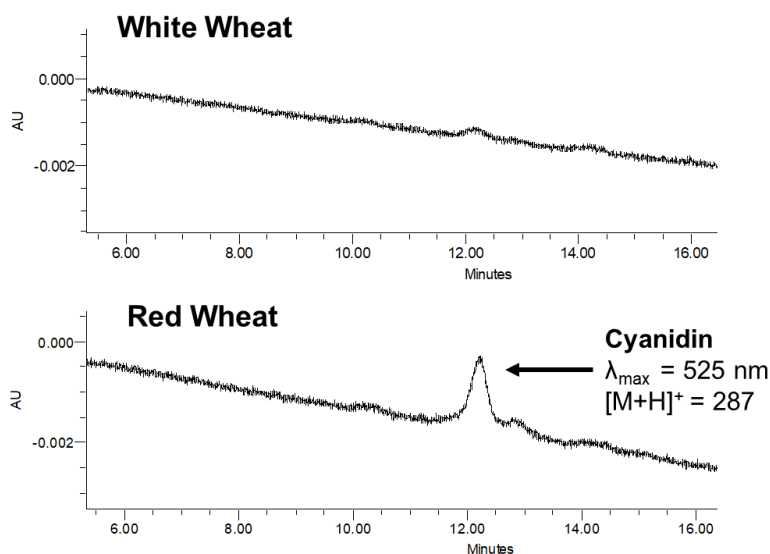 White Wheat
0.000
-0.002
AU
6.00 8.00 10.00 12.00 14.00 16.00
Minutes
Red Wheat
0.000
-0.002
AU
Cyanidin
λmax = 525 nm
[M+H]+ = 287
6.00 8.00 10.00 12.00 14.00 16.00
Minutes